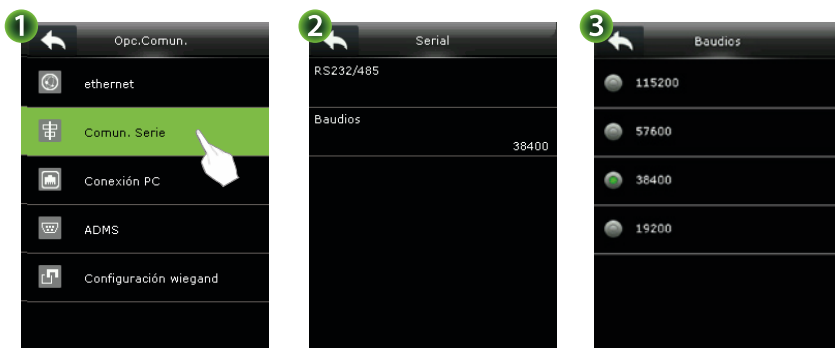 1
Opc.Comun.
ethernet
Comun. Serie
Conexión PC
ADMS
Configuración wiegand
2
Serial
RS232/485
Baudios
38400
3
Baudios
115200
57600
38400
19200